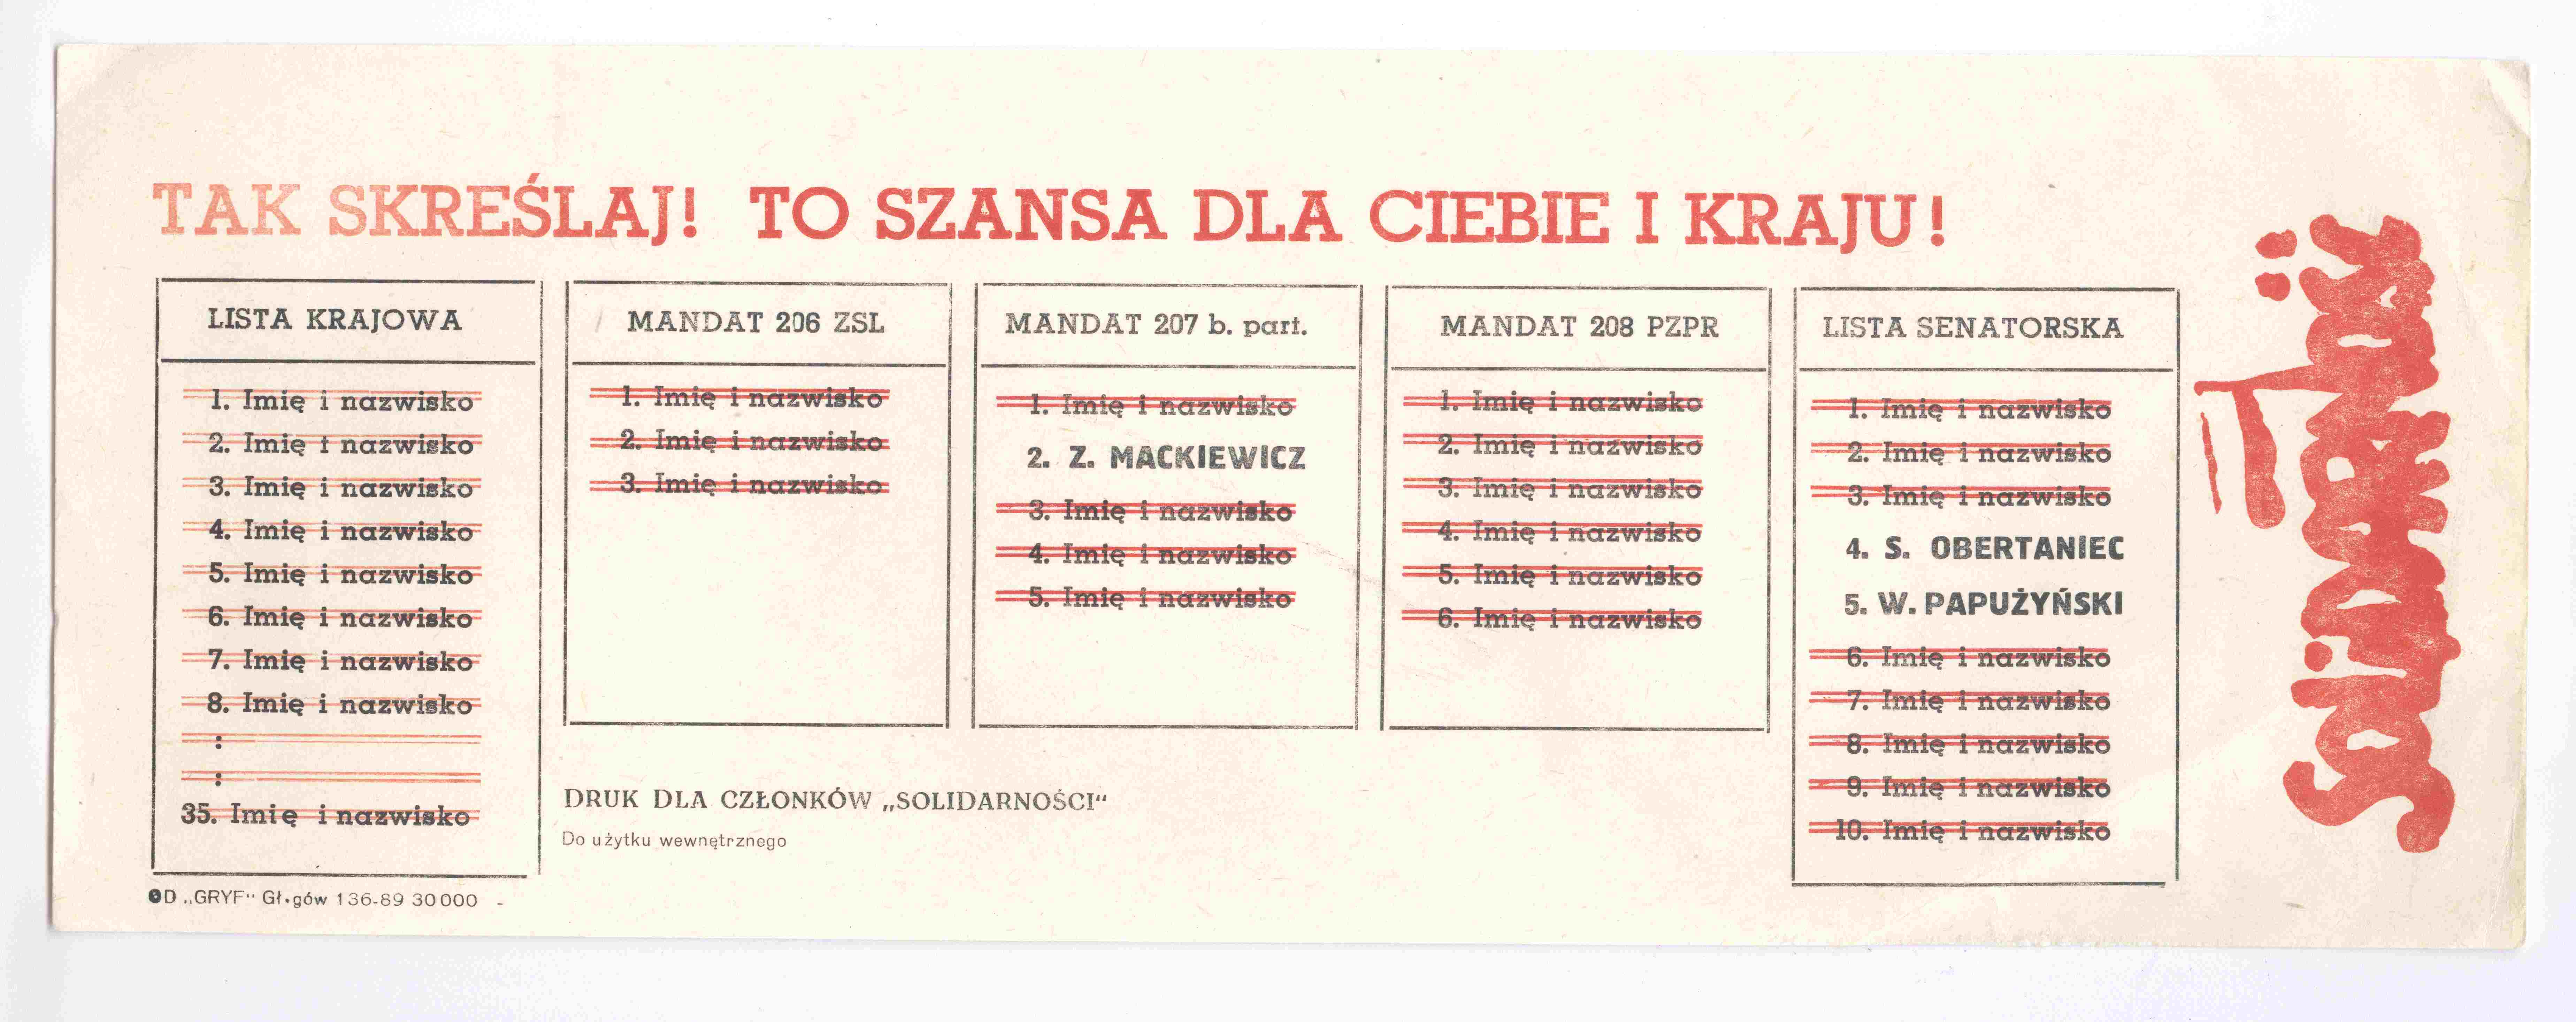 TAK SKREŚLAJ! TO SZANSA DLA CIEBIE I KRAJU!
LISTA KRAJOWA
1. Imię i nazwisko
2. Imię i nazwisko
3. Imię i nazwisko
4. Imię i nazwisko
5. Imię i nazwisko
6. Imię i nazwisko
7. Imię i nazwisko
8. Imię i nazwisko
:
:
35. Imię i nazwisko
MANDAT 206 ZSL
1. Imię i nazwisko
2. Imię i nazwisko
3. Imię i nazwisko
MANDAT 207 b. part.
1. Imię i nazwisko
2. Z. MACKIEWICZ
3. Imię i nazwisko
4. Imię i nazwisko
5. Imię i nazwisko
MANDAT 208 PZPR
1. Imię i nazwisko
2. Imię i nazwisko
3. Imię i nazwisko
4. Imię i nazwisko
5. Imię i nazwisko
6. Imię i nazwisko
LISTA SENATORSKA
1. Imię i nazwisko
2. Imię i nazwisko
3. Imię i nazwisko
4. S. OBERTANIEC
5. W. PAPUŻYŃSKI
6. Imię i nazwisko
7. Imię i nazwisko
8. Imię i nazwisko
9. Imię i nazwisko
10. Imię i nazwisko
Solidarność
DRUK DLA CZŁONKÓW „SOLIDARNOŚCI“
Do użytku wewnętrznego
OD „GRYF“ Gł.gów 136-89 30000 -